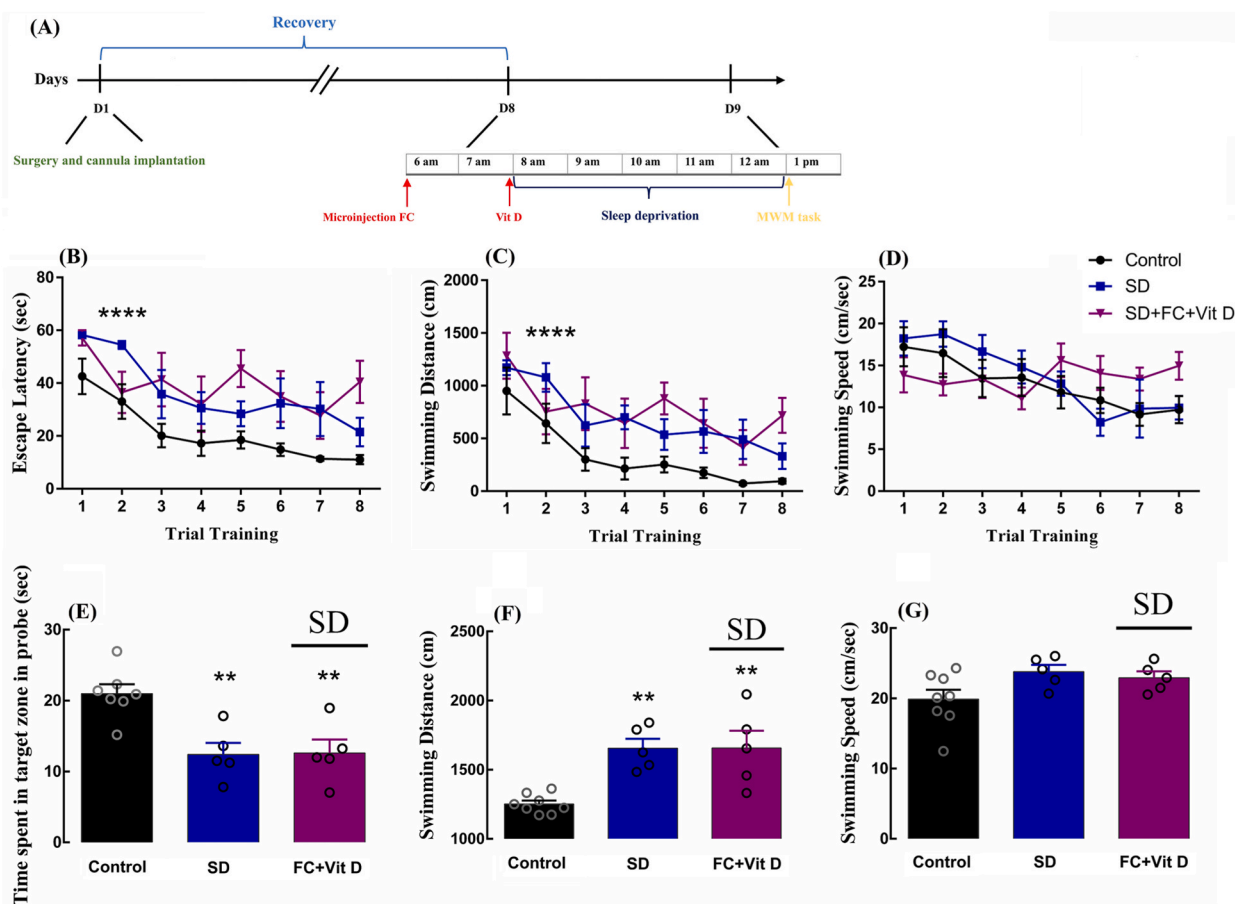 (A)
Recovery
Days
D1
D8
D9
Surgery and cannula implantation
6 am 7 am 8 am 9 am 10 am 11 am 12 am 1 pm
Microinjection FC
Vit D
Sleep deprivation
MWM task
(B)
Escape Latency (sec)
80
60
40
20
0
****
1 2 3 4 5 6 7 8
Trial Training
(C)
Swimming Distance (cm)
2000
1500
1000
500
0
****
1 2 3 4 5 6 7 8
Trial Training
(D)
Swimming Speed (cm/sec)
25
20
15
10
5
0
1 2 3 4 5 6 7 8
Trial Training
Control
SD
SD+FC+Vit D
(E)
Time spent in target zone in probe (sec)
30
20
10
0
**
SD
**
Control SD FC+Vit D
(F)
Swimming Distance (cm)
2500
2000
1500
1000
**
SD
**
Control SD FC+Vit D
(G)
Swimming Speed (cm/sec)
30
20
10
0
SD
Control SD FC+Vit D